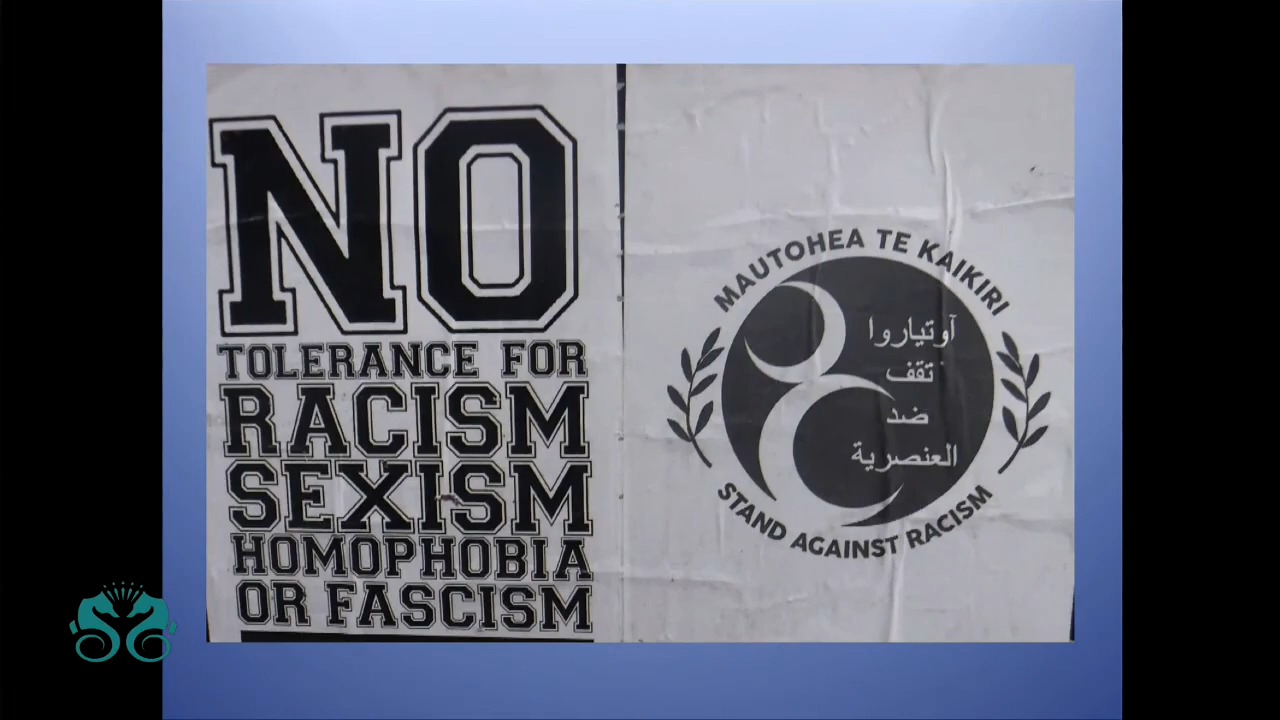 NO
TOLERANCE FOR
RACISM
SEXISM
HOMOPHOBIA
OR FASCISM
MAUTOHEA TE KAIKIRI
آوتياروا
تقف
ضد
العنصرية
STAND AGAINST RACISM